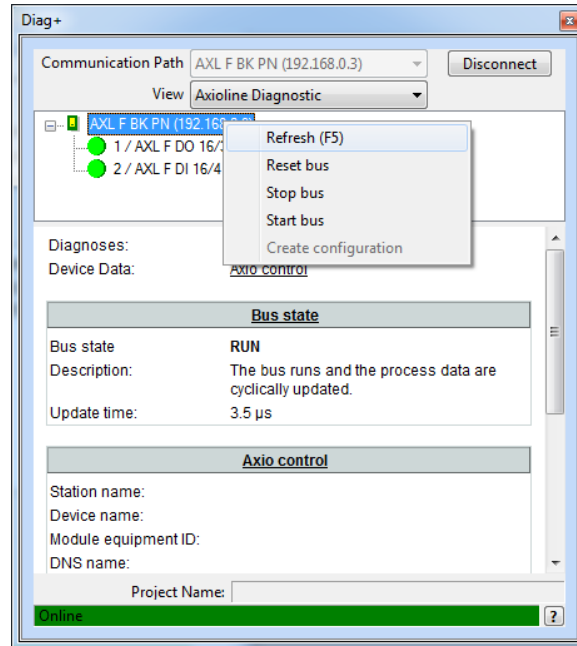 Diag+
Communication Path AXL F BK PN (192.168.0.3) Disconnect
View Axioline Diagnostic
AXL F BK PN (192.168.0.3)
1 / AXL F DO 16/
2 / AXL F DI 16/4
Refresh (F5)
Reset bus
Stop bus
Start bus
Create configuration
Diagnoses:
Device Data: Axio control
Bus state
Bus state RUN
Description: The bus runs and the process data are
cyclically updated.
Update time: 3.5 µs
Axio control
Station name:
Device name:
Module equipment ID:
DNS name:
Project Name:
Online ?